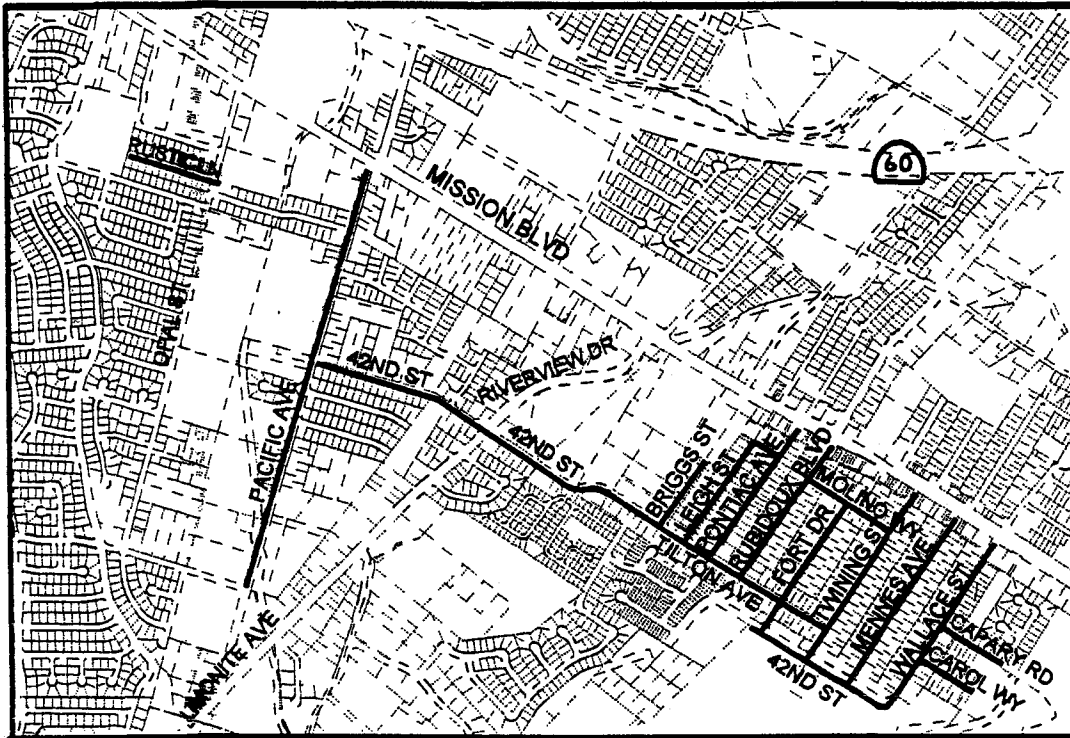 60
RUSTIC LN
MISSION BLVD
OPAL ST
PACIFIC AVE
42ND ST
RIVERVIEW DR
42ND ST
BRIGGS ST
LEIGH ST
PONTIAC AVE
RUBIDOUX BLVD
MOLINO WY
FORT DR
TWINING ST
TILTON AVE
MENNES AVE
WALLACE ST
CAPARY RD
CAROL WY
42ND ST
LIMONITE AVE